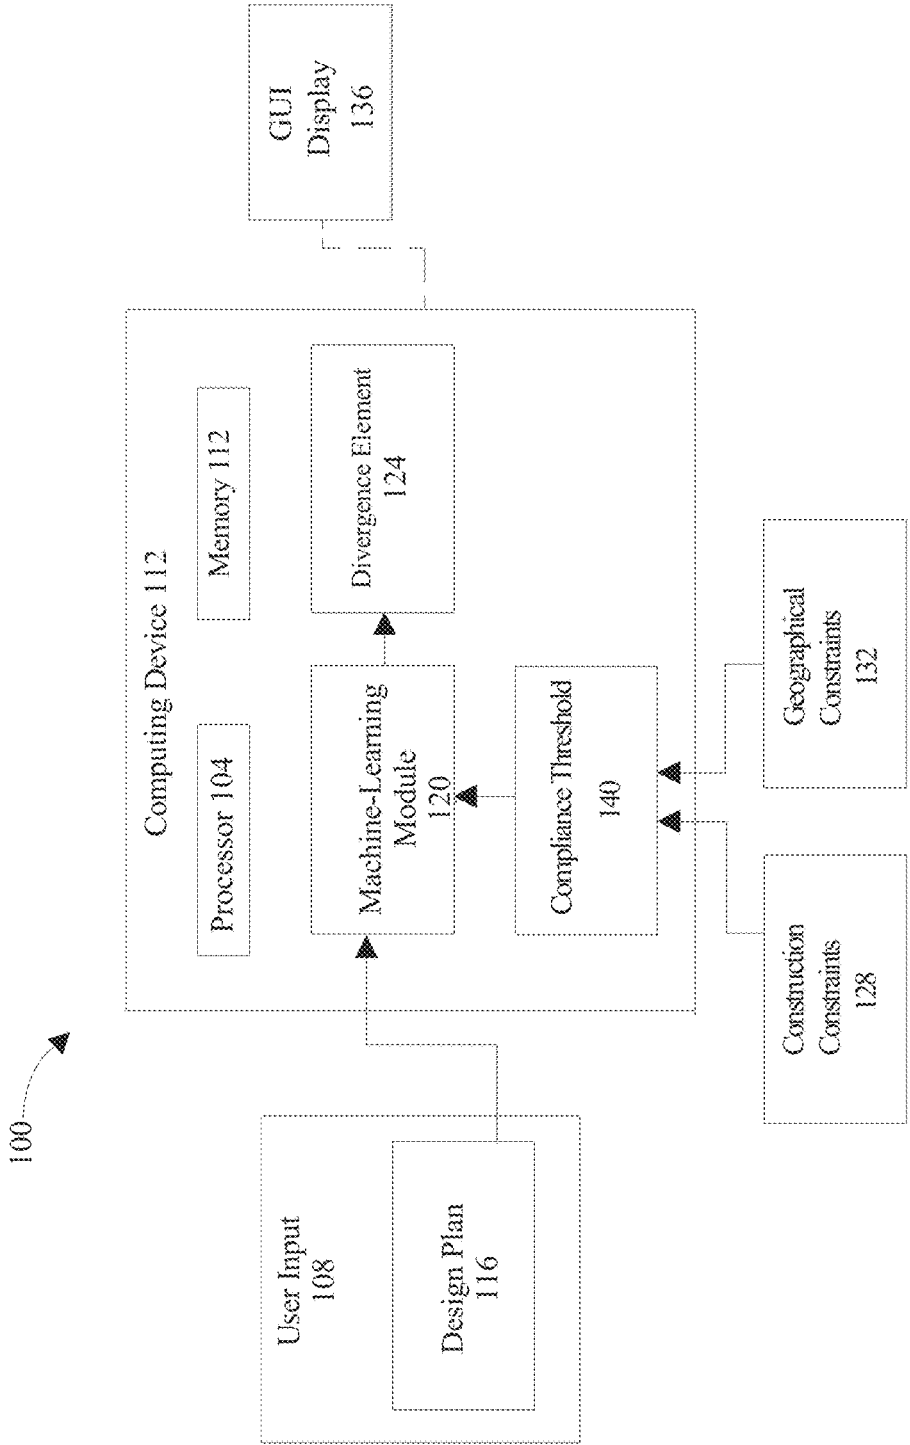 100
User Input
108
Design Plan
116
Computing Device 112
Processor 104
Memory 112
Machine-Learning
Module
120
Divergence Element
124
Compliance Threshold
140
Construction
Constraints
128
Geographical
Constraints
132
GUI
Display
136